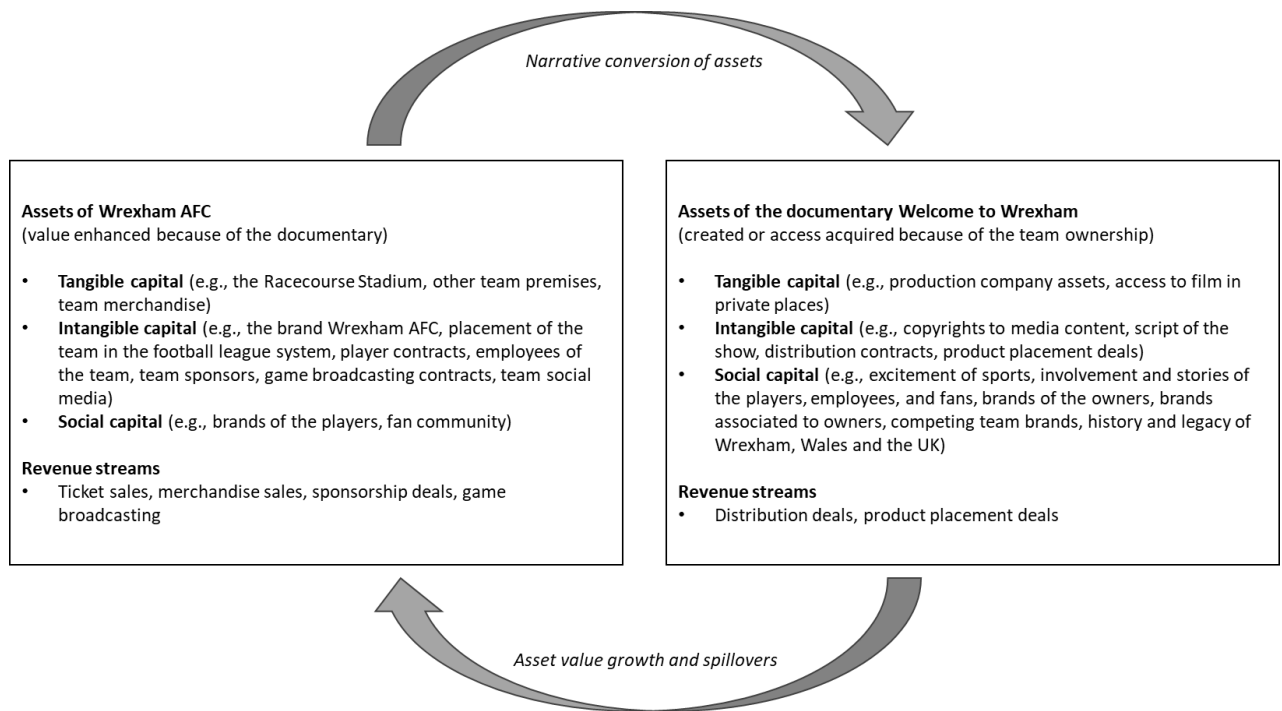 Narrative conversion of assets
Assets of Wrexham AFC
(value enhanced because of the documentary)
• Tangible capital (e.g., the Racecourse Stadium, other team premises,
team merchandise)
• Intangible capital (e.g., the brand Wrexham AFC, placement of the
team in the football league system, player contracts, employees of
the team, team sponsors, game broadcasting contracts, team social
media)
• Social capital (e.g., brands of the players, fan community)
Revenue streams
• Ticket sales, merchandise sales, sponsorship deals, game
broadcasting
Assets of the documentary Welcome to Wrexham
(created or access acquired because of the team ownership)
• Tangible capital (e.g., production company assets, access to film in
private places)
• Intangible capital (e.g., copyrights to media content, script of the
show, distribution contracts, product placement deals)
• Social capital (e.g., excitement of sports, involvement and stories of
the players, employees, and fans, brands of the owners, brands
associated to owners, competing team brands, history and legacy of
Wrexham, Wales and the UK)
Revenue streams
• Distribution deals, product placement deals
Asset value growth and spillovers